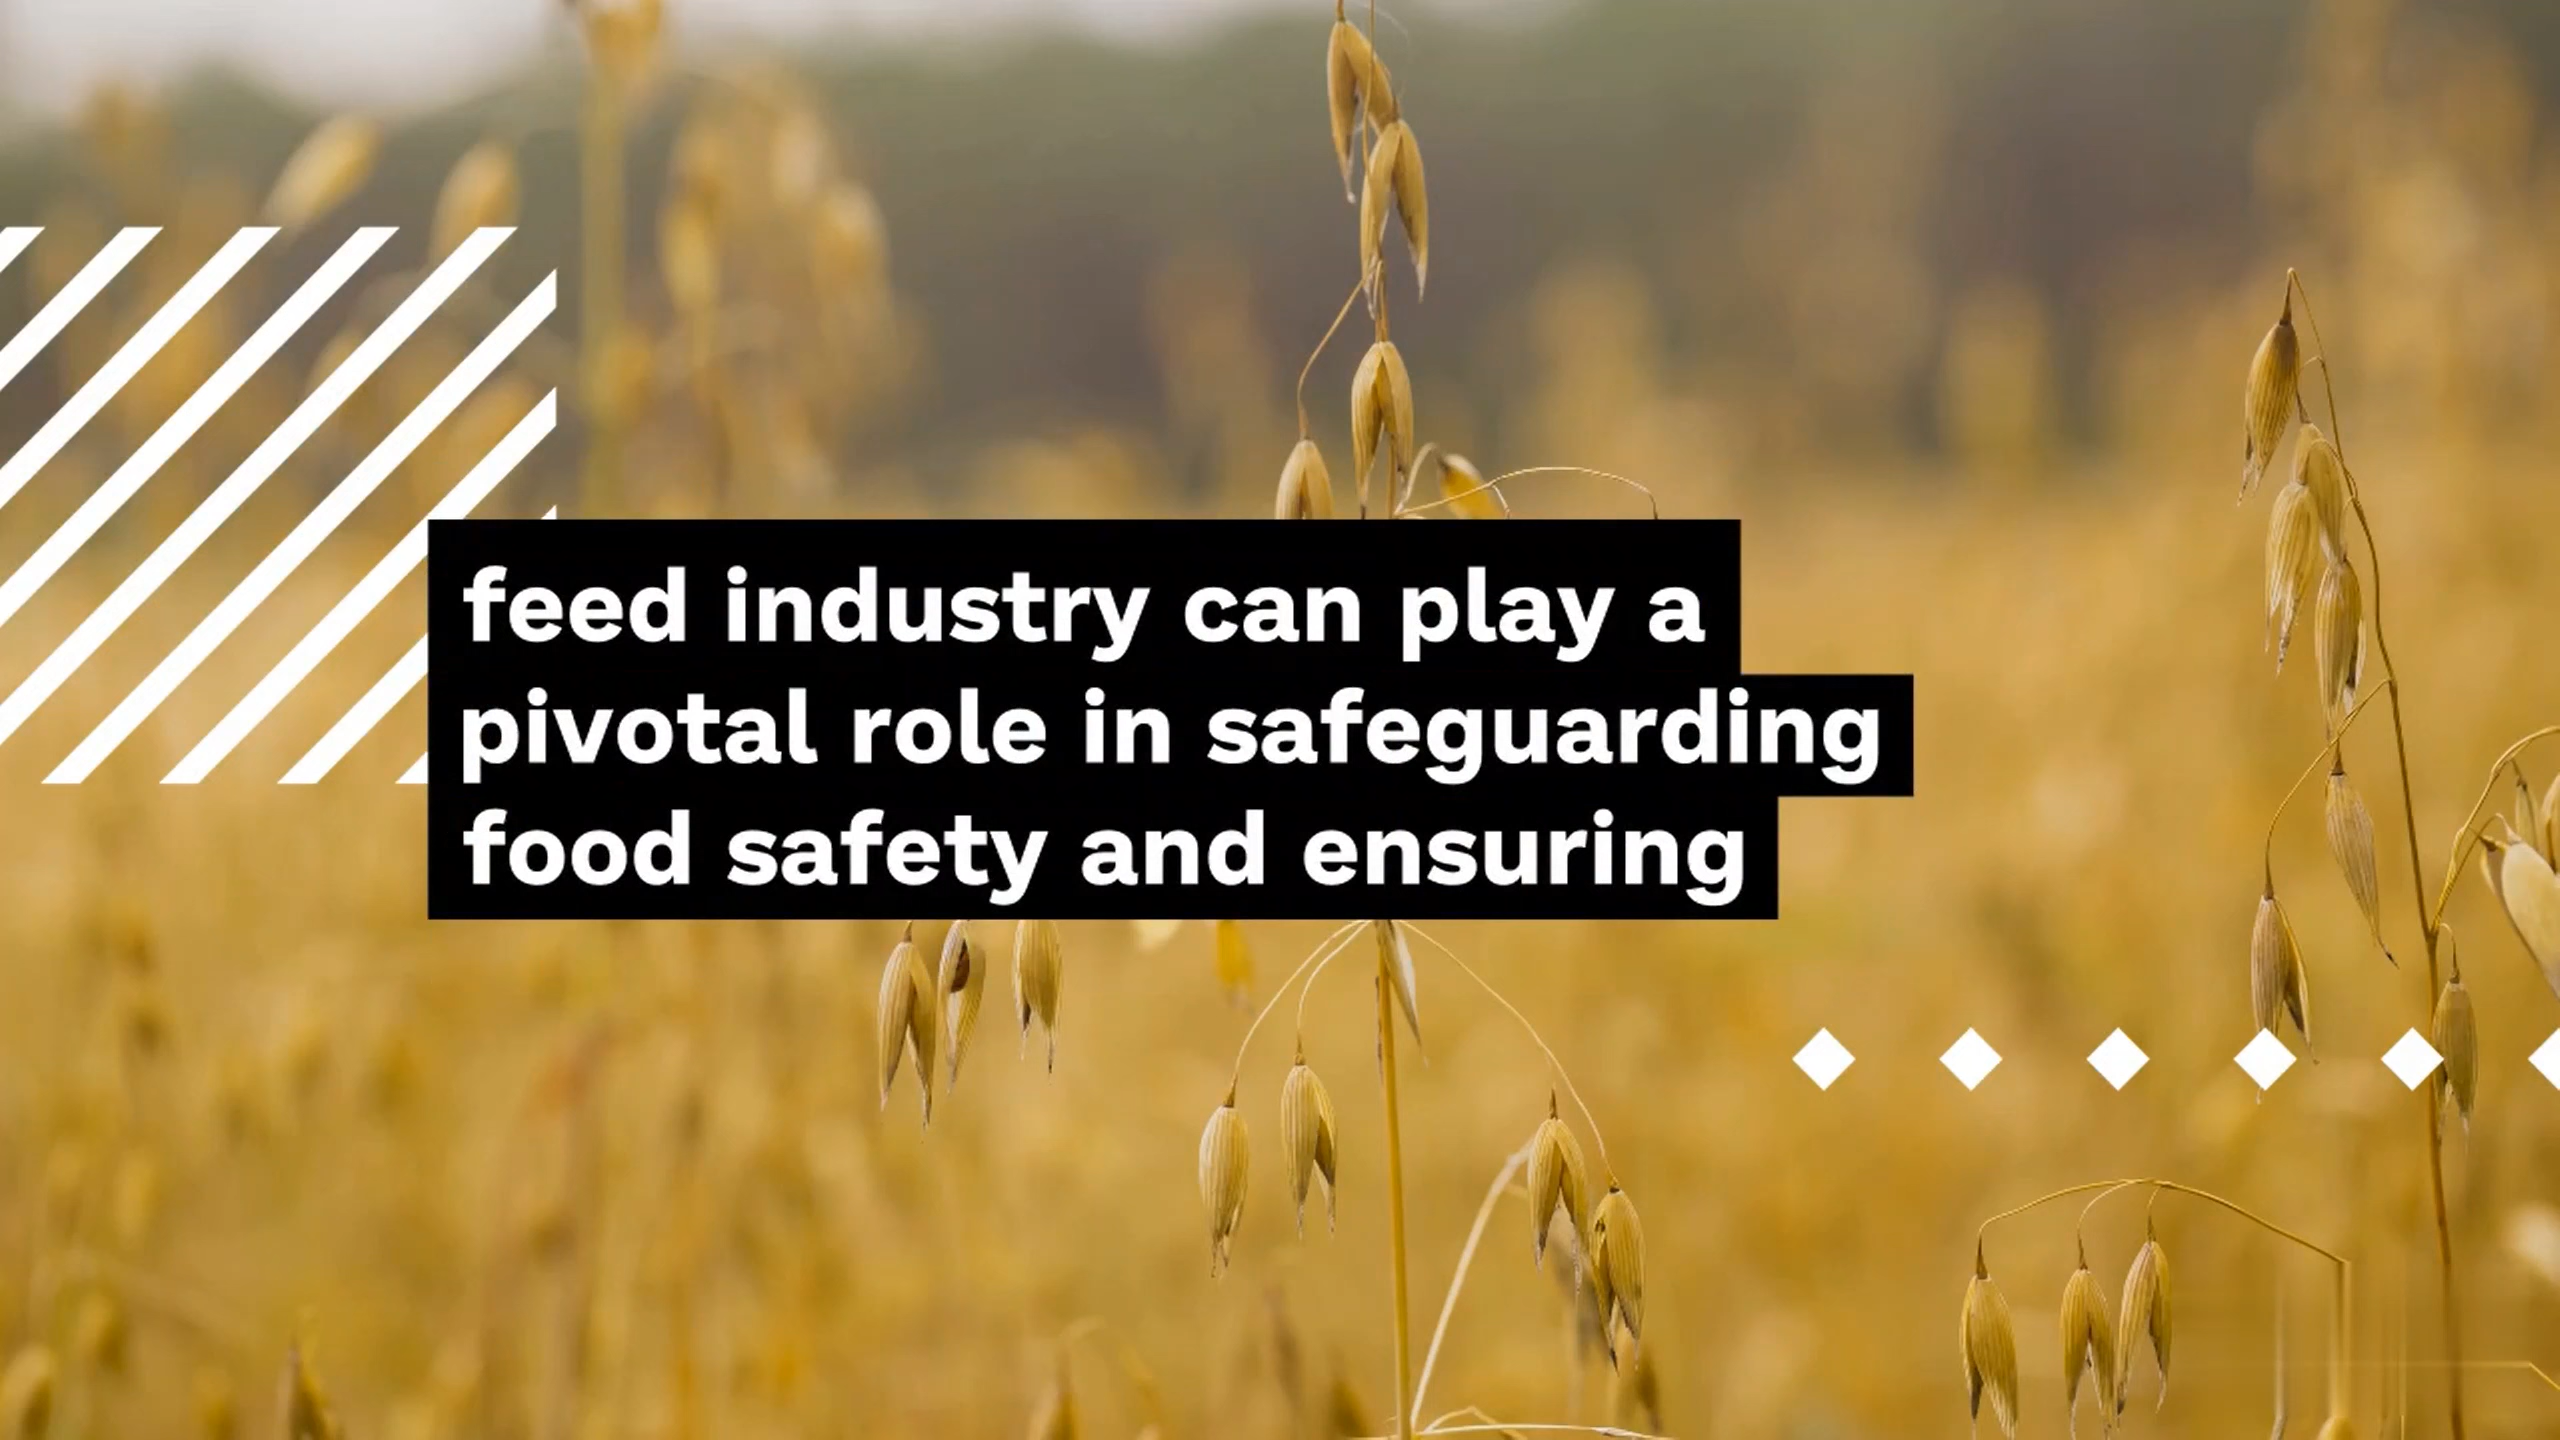 feed industry can play a
pivotal role in safeguarding
food safety and ensuring